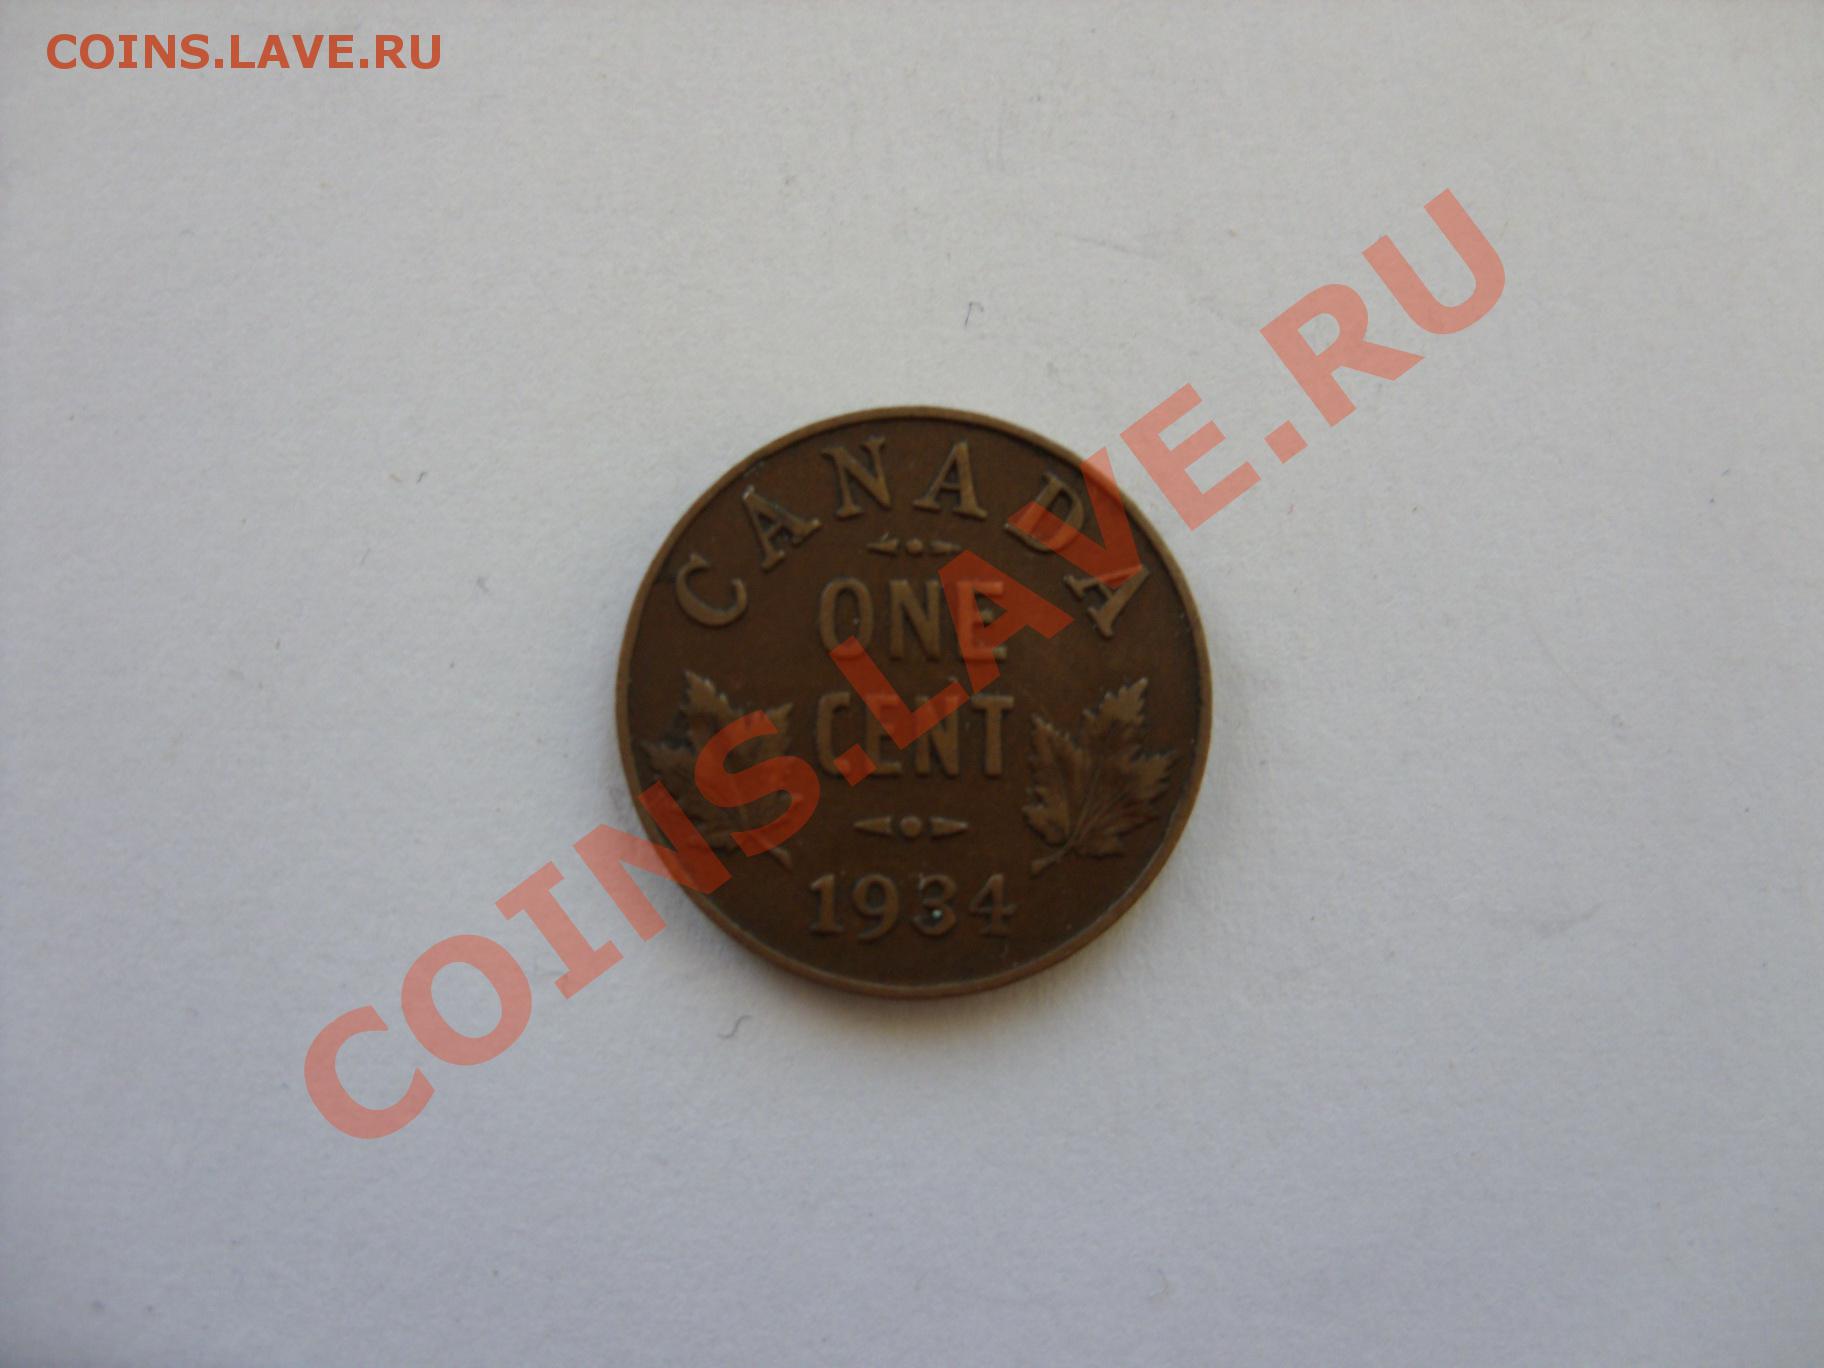 COINS.LAVE.RU
CANADA
ONE
CENT
1934
COINS.LAVE.RU